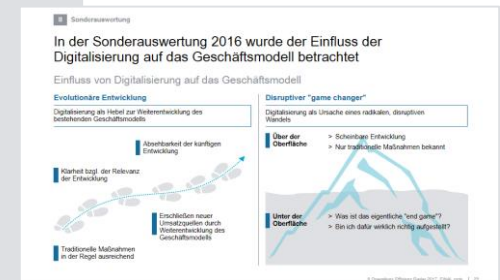 8 Sonderauswertung
In der Sonderauswertung 2016 wurde der Einfluss der
Digitalisierung auf das Geschäftsmodell betrachtet
Einfluss von Digitalisierung auf das Geschäftsmodell
Evolutionäre Entwicklung
Digitalisierung als Hebel zur Weiterentwicklung des
bestehenden Geschäftsmodells
Absehbarkeit der künftigen
Entwicklung
Klarheit bzgl. der Relevanz
der Entwicklung
Erschließen neuer
Umsatzquellen durch
Weiterentwicklung des
Geschäftsmodells
Traditionelle Maßnahmen
in der Regel ausreichend
Disruptiver "game changer"
Digitalisierung als Ursache eines radikalen, disruptiven
Wandels
Über der
Oberfläche
> Scheinbare Entwicklung
> Nur traditionelle Maßnahmen bekannt
Unter der
Oberfläche
> Was ist das eigentliche "end game"?
> Bin ich dafür wirklich richtig aufgestellt?